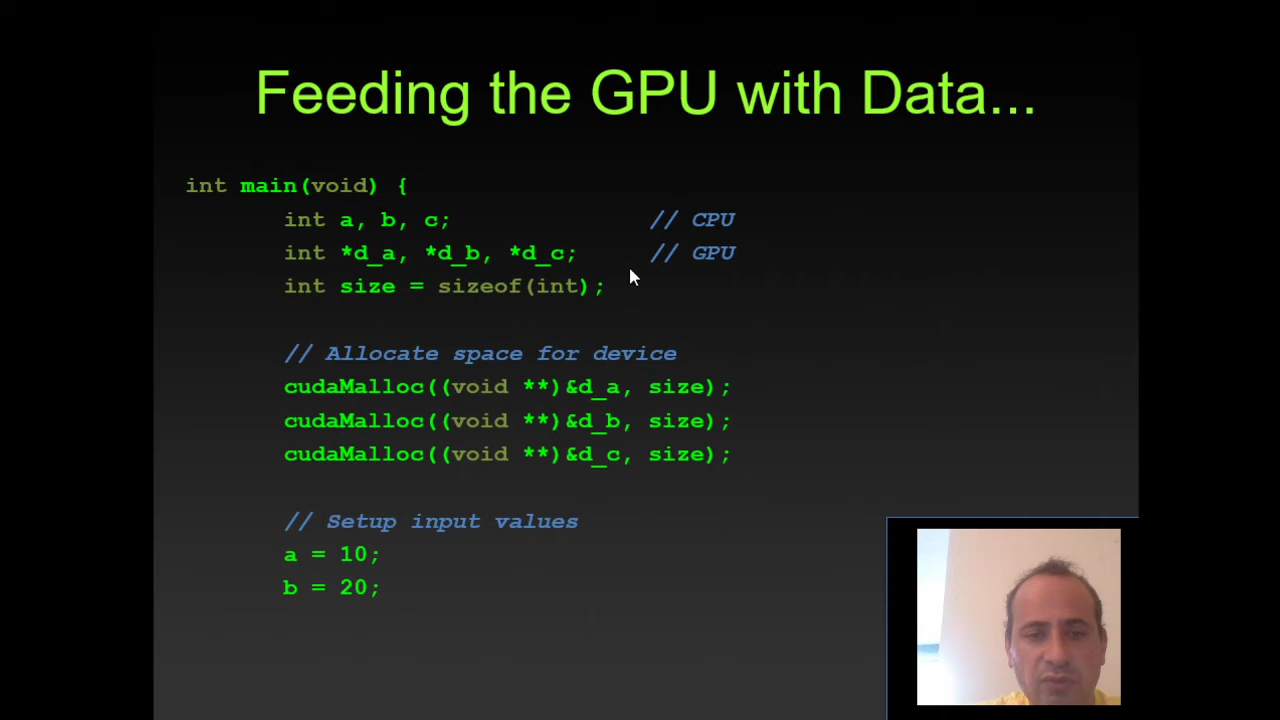 Feeding the GPU with Data...
int main(void) {
int a, b, c; // CPU
int *d_a, *d_b, *d_c; // GPU
int size = sizeof(int);
// Allocate space for device
cudaMalloc((void **)&d_a, size);
cudaMalloc((void **)&d_b, size);
cudaMalloc((void **)&d_c, size);
// Setup input values
a = 10;
b = 20;